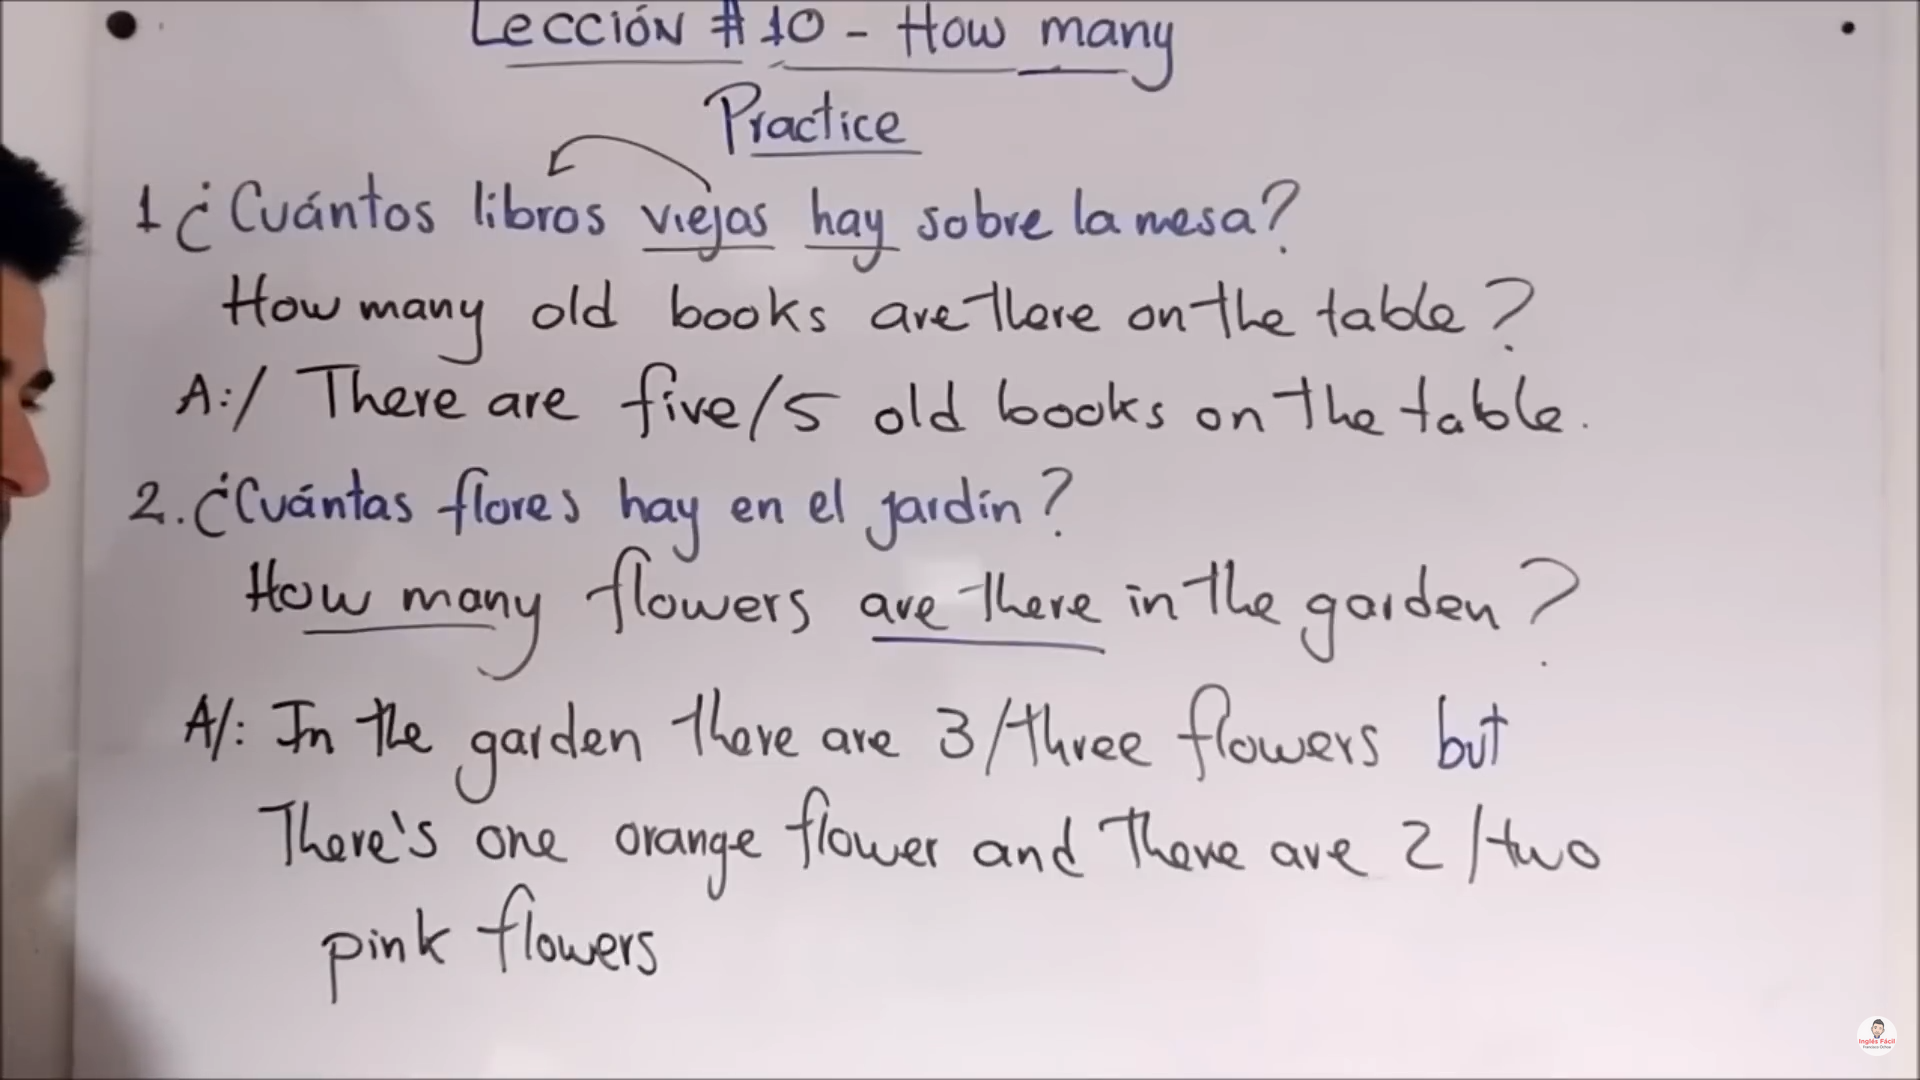 Lección #10 - How many
Practice
1 ¿Cuántos libros viejos hay sobre la mesa?
How many old books are there on the table?
A:/ There are five/5 old books on the table.
2. ¿Cuántas flores hay en el jardín?
How many flowers are there in the garden?
A/: In the garden there are 3/three flowers but
There's one orange flower and there are 2/two
pink flowers
Inglés Fácil